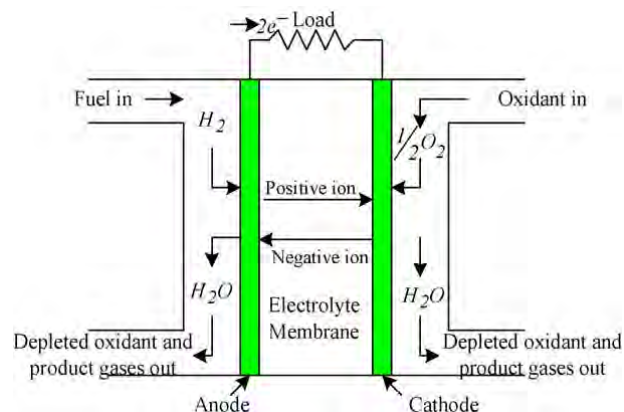 2e⁻ Load
Fuel in
Oxidant in
H₂
1/2O₂
Positive ion
Negative ion
H₂O
H₂O
Electrolyte
Membrane
Depleted oxidant and
product gases out
Depleted oxidant and
product gases out
Anode
Cathode